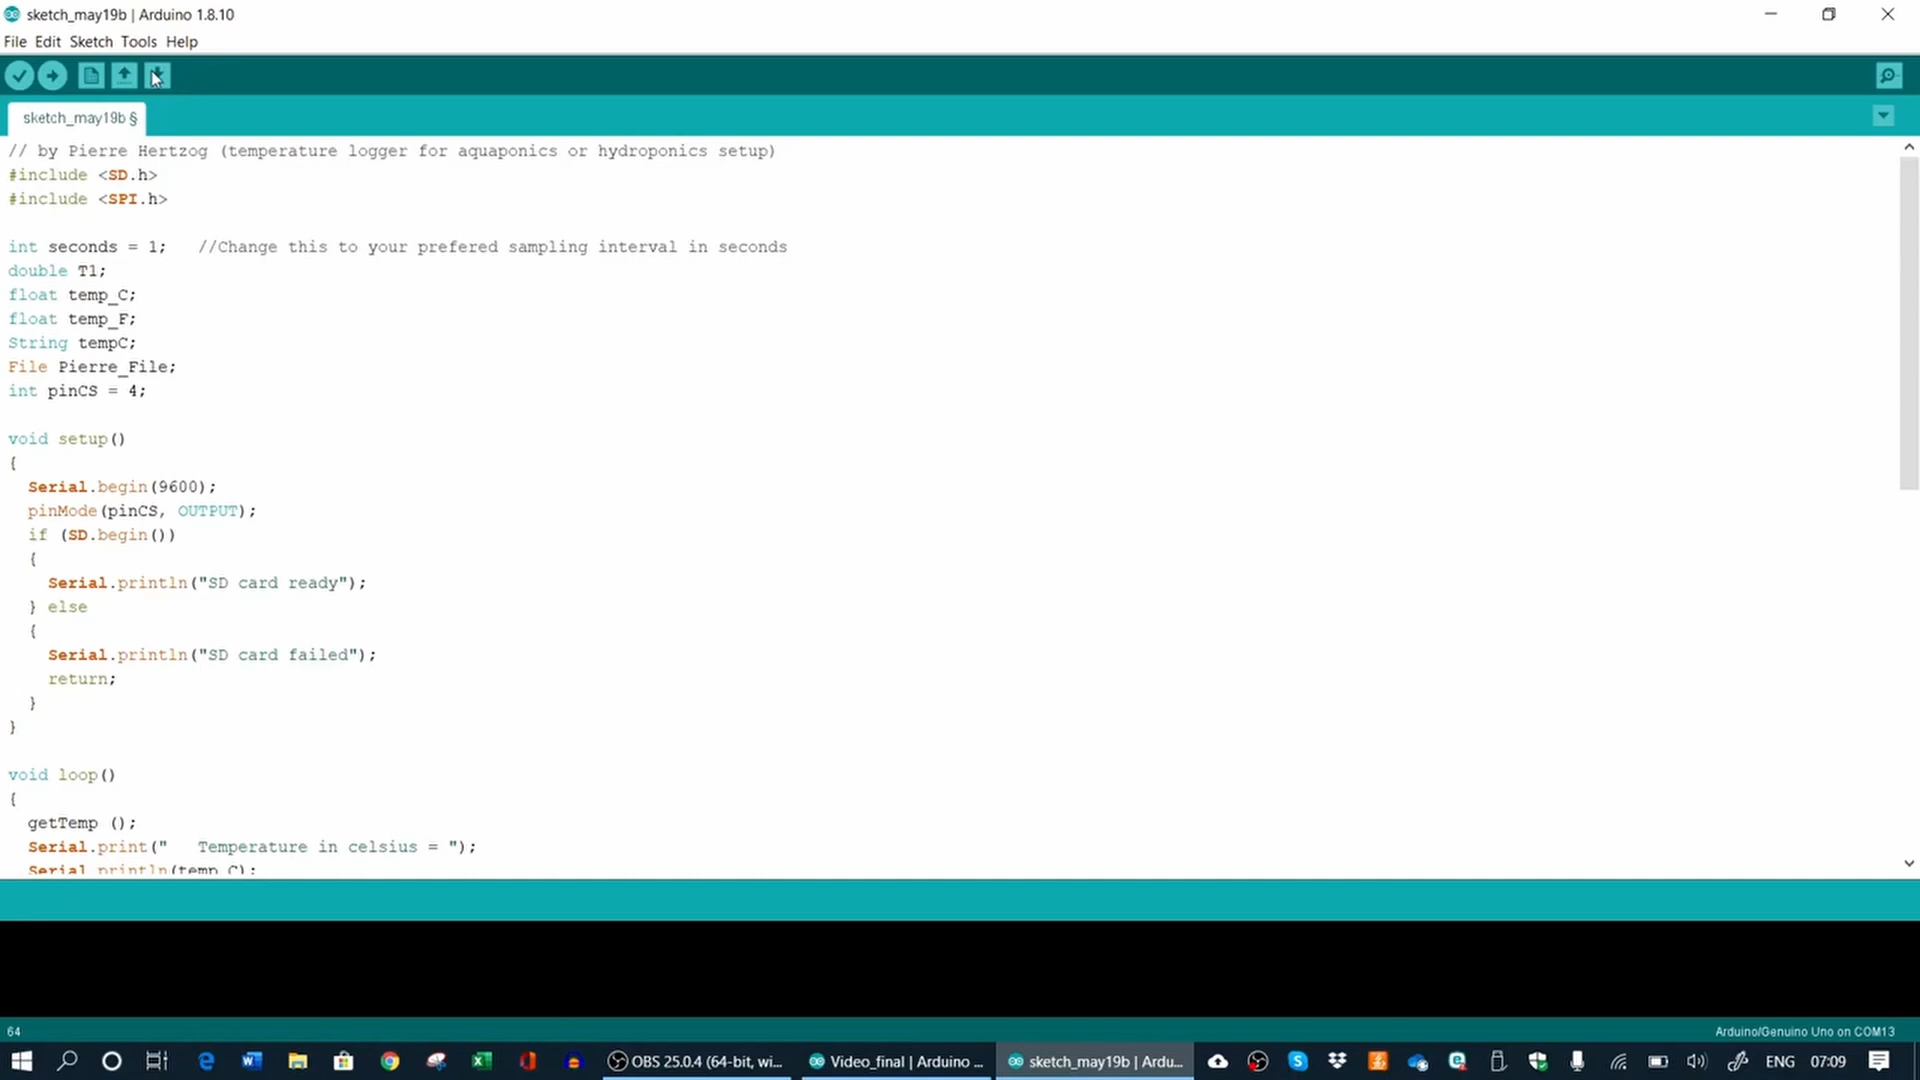 sketch_may19b | Arduino 1.8.10
File Edit Sketch Tools Help
sketch_may19b §
// by Pierre Hertzog (temperature logger for aquaponics or hydroponics setup)
#include <SD.h>
#include <SPI.h>
int seconds = 1;   //Change this to your prefered sampling interval in seconds
double T1;
float temp_C;
float temp_F;
String tempC;
File Pierre_File;
int pinCS = 4;
void setup()
{
  Serial.begin(9600);
  pinMode(pinCS, OUTPUT);
  if (SD.begin())
  {
    Serial.println("SD card ready");
  } else
  {
    Serial.println("SD card failed");
    return;
  }
}
void loop()
{
  getTemp ();
  Serial.print("   Temperature in celsius = ");
  Serial.println(temp_C);
64
Arduino/Genuino Uno on COM13
OBS 25.0.4 (64-bit, wi...
Video_final | Arduino ...
sketch_may19b | Ardu...
ENG
07:09